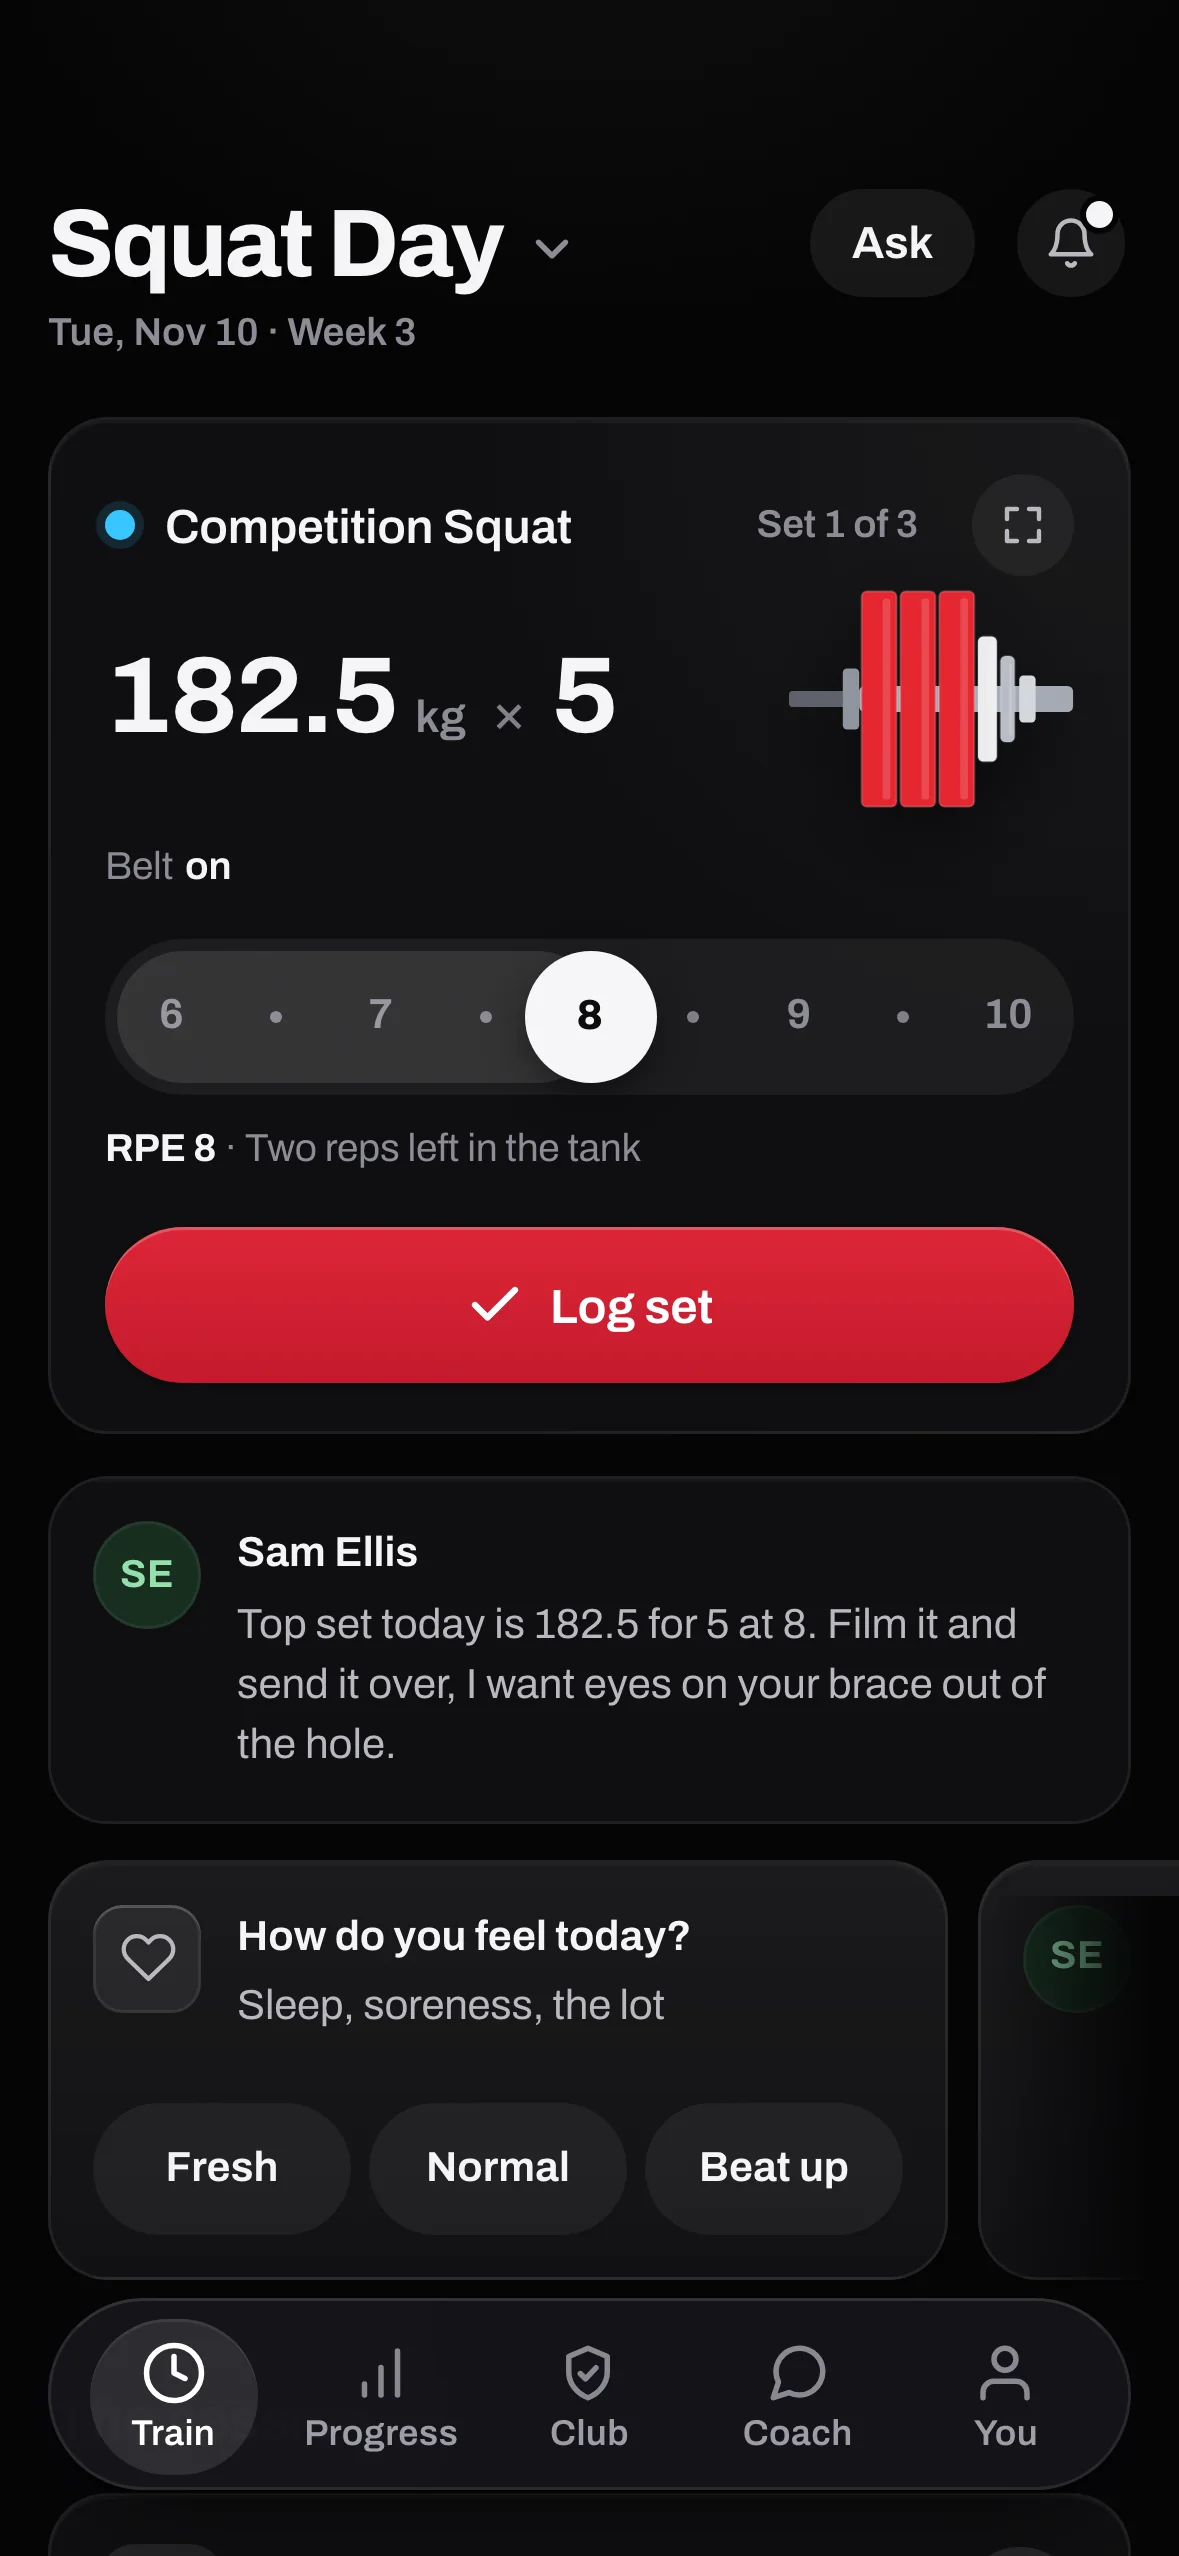 Squat Day
Ask
Tue, Nov 10 · Week 3
Competition Squat
Set 1 of 3
182.5 kg × 5
Belt on
6 • 7 • 8 • 9 • 10
RPE 8 · Two reps left in the tank
Log set
SE
Sam Ellis
Top set today is 182.5 for 5 at 8. Film it and
send it over, I want eyes on your brace out of
the hole.
How do you feel today?
Sleep, soreness, the lot
SE
Fresh
Normal
Beat up
Train
Progress
Club
Coach
You